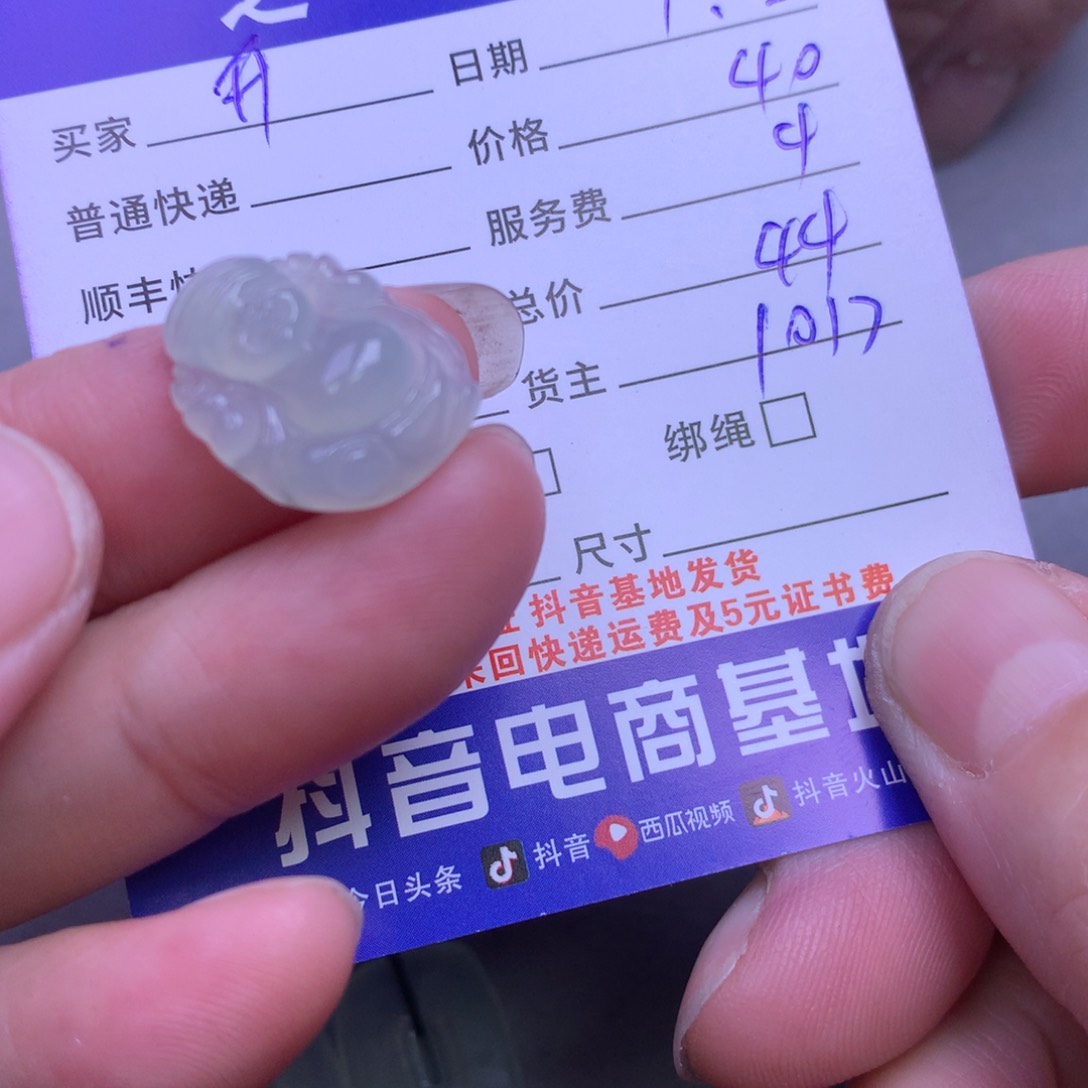 买家 日期
普通快递 价格 40
顺丰 服务费 4
总价 44
货主 1017
绑绳
尺寸
抖音基地发货
来回快递运费及5元证书费
抖音电商基
今日头条 抖音 西瓜视频 抖音火山